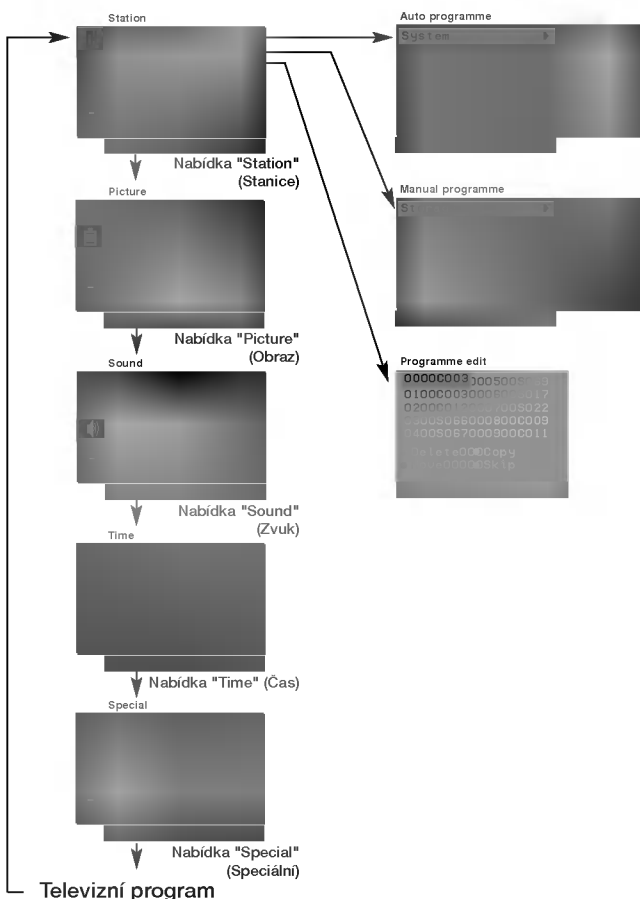 Station
Auto programme
System
Nabídka "Station"
(Stanice)
Picture
Manual programme
Nabídka "Picture"
(Obraz)
Sound
Programme edit
0000C003
Nabídka "Sound"
(Zvuk)
Time
Nabídka "Time" (Čas)
Special
Nabídka "Special"
(Speciální)
Televizní program